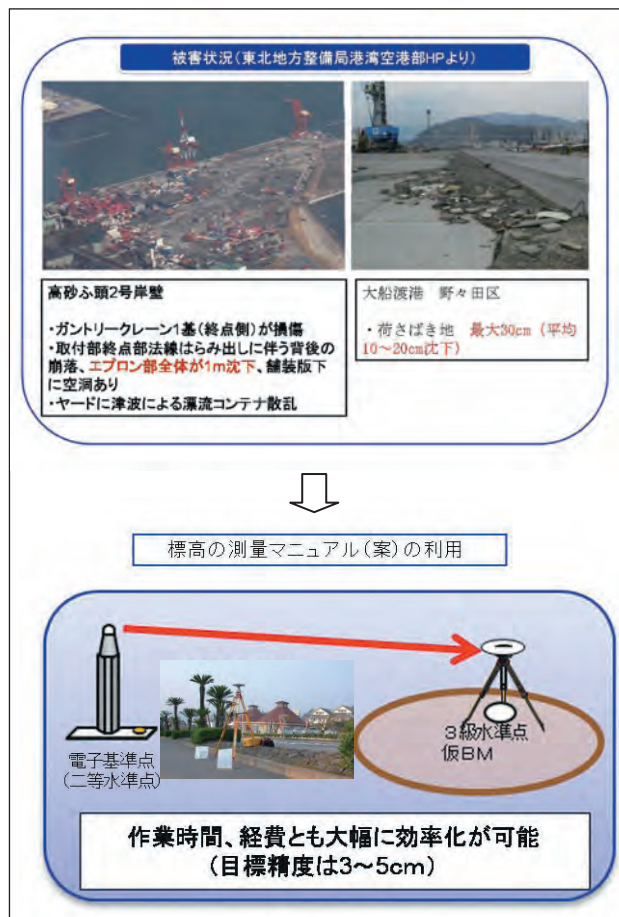 被害状況(東北地方整備局港湾空港部HPより)
高砂ふ頭2号岸壁
・ガントリークレーン1基(終点側)が損傷
・取付部終点部法線はらみ出しに伴う背後の
崩落、エプロン部全体が1m沈下、舗装版下
に空洞あり
・ヤードに津波による漂流コンテナ散乱
大船渡港 野々田区
・荷さばき地 最大30cm(平均
10～20cm沈下)
標高の測量マニュアル(案)の利用
電子基準点
(二等水準点)
3級水準点
仮BM
作業時間、経費とも大幅に効率化が可能
(目標精度は3～5cm)